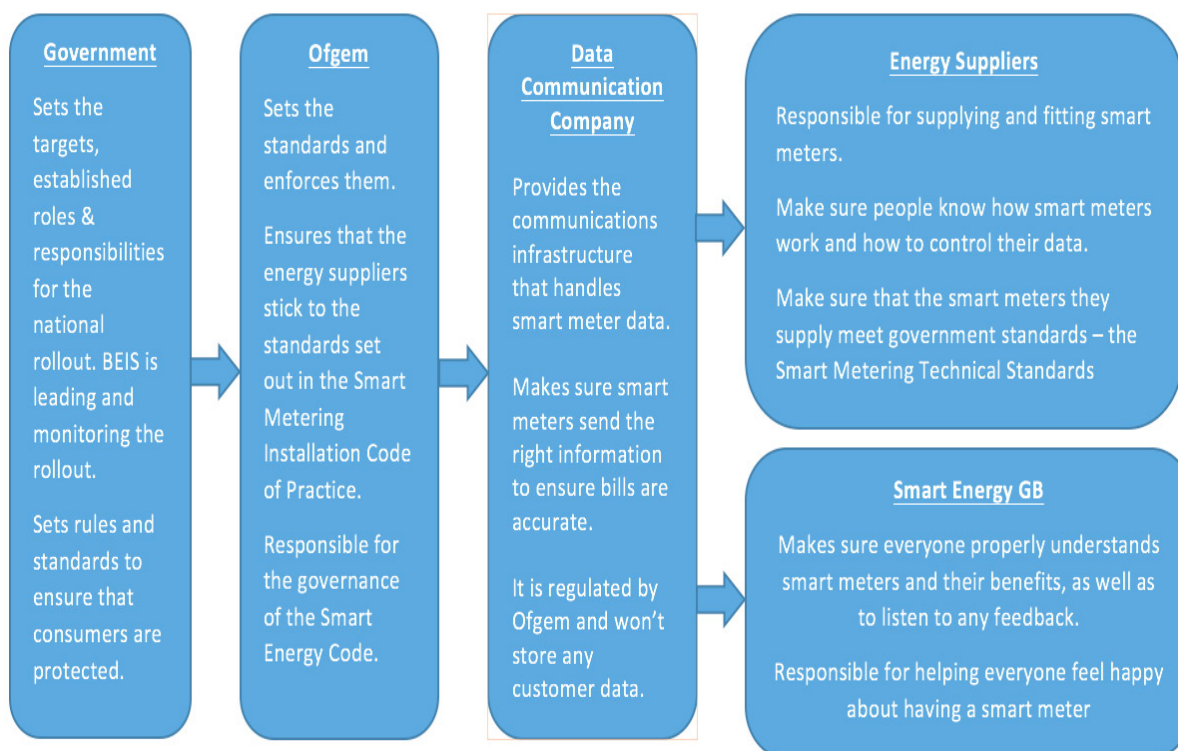 Government
Sets the
targets,
established
roles &
responsibilities
for the
national
rollout. BEIS is
leading and
monitoring the
rollout.
Sets rules and
standards to
ensure that
consumers are
protected.
Ofgem
Sets the
standards and
enforces them.
Ensures that the
energy suppliers
stick to the
standards set
out in the Smart
Metering
Installation Code
of Practice.
Responsible for
the governance
of the Smart
Energy Code.
Data
Communication
Company
Provides the
communications
infrastructure
that handles
smart meter data.
Makes sure smart
meters send the
right information
to ensure bills are
accurate.
It is regulated by
Ofgem and won't
store any
customer data.
Energy Suppliers
Responsible for supplying and fitting smart
meters.
Make sure people know how smart meters
work and how to control their data.
Make sure that the smart meters they
supply meet government standards – the
Smart Metering Technical Standards
Smart Energy GB
Makes sure everyone properly understands
smart meters and their benefits, as well as
to listen to any feedback.
Responsible for helping everyone feel happy
about having a smart meter